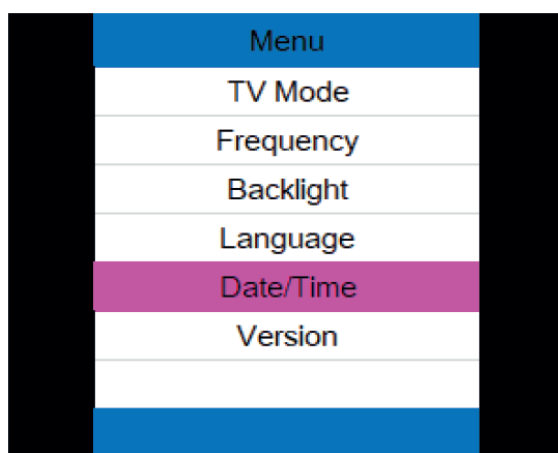 Menu
TV Mode
Frequency
Backlight
Language
Date/Time
Version